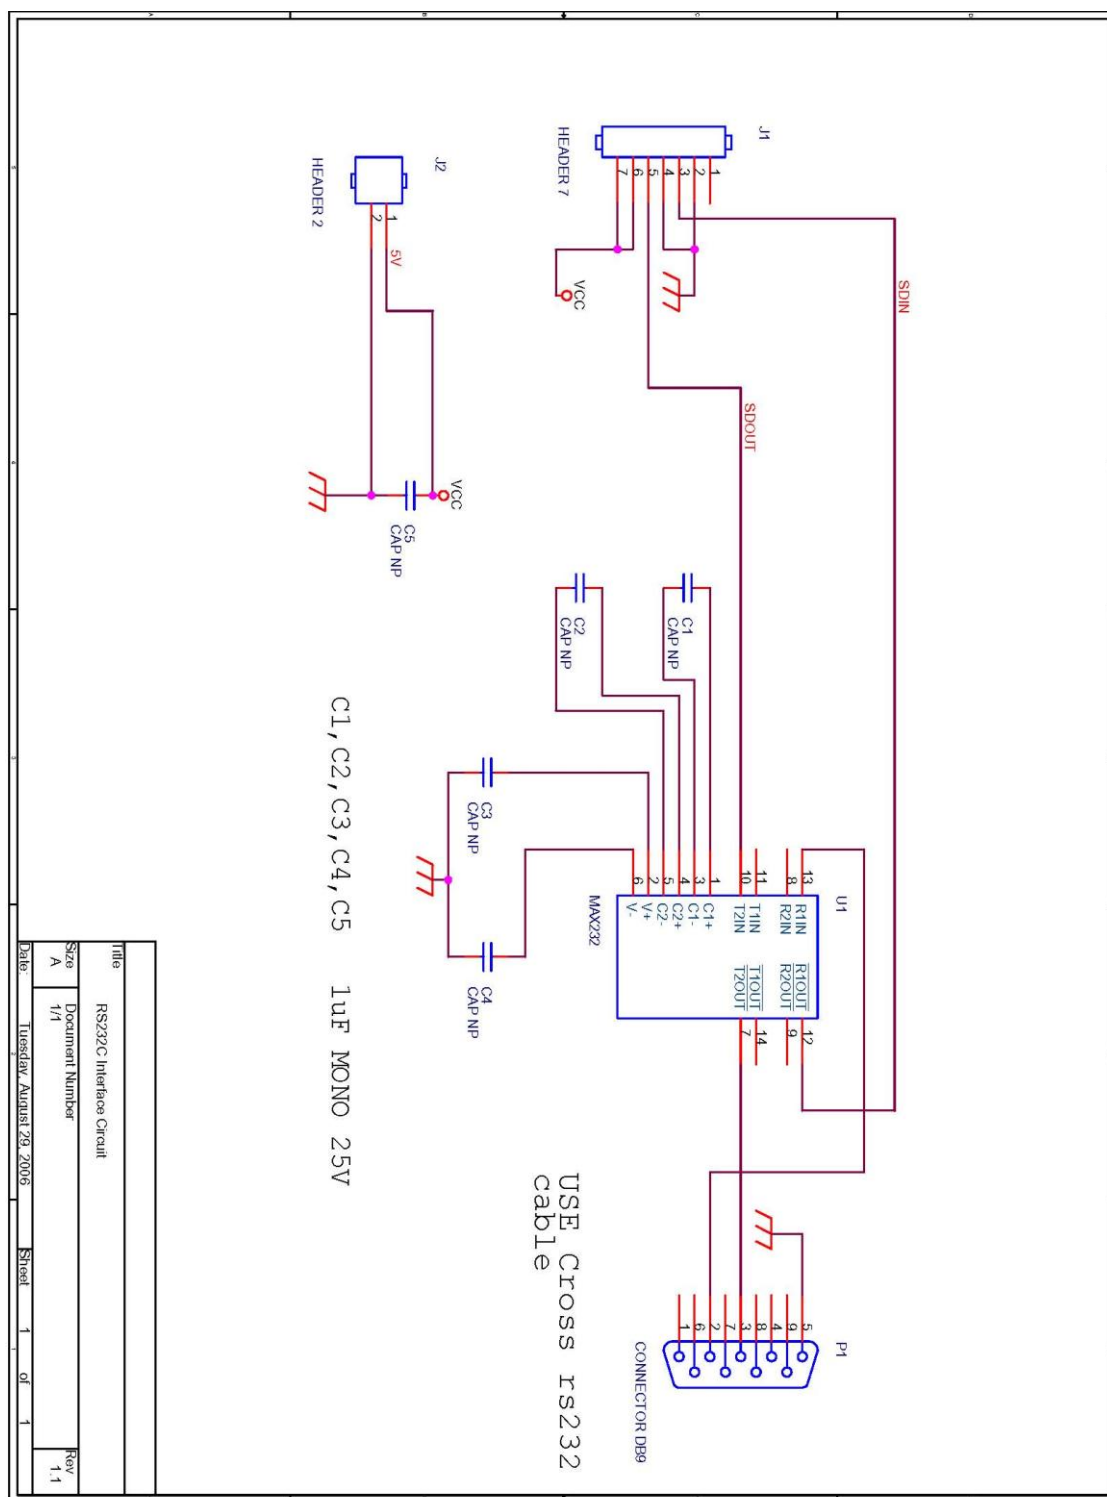 J1
HEADER 7
1
2
3
4
5
6
7
SDIN
VCC
SDOUT
J2
HEADER 2
1
2
5V
VCC
C5
CAP NP
C1
CAP NP
C2
CAP NP
C3
CAP NP
C4
CAP NP
U1
MAX232
13 R1IN R1OUT 12
8 R2IN R2OUT 9
11 T1IN T1OUT 14
10 T2IN T2OUT 7
1 C1+
3 C1-
4 C2+
5 C2-
2 V+
6 V-
P1
5
9
4
8
3
7
2
6
1
CONNECTOR DB9
USE Cross rs232
cable
C1,C2,C3,C4,C5 1uF MONO 25V
Title
RS232C Interface Circuit
Size Document Number Rev
A 1/1 1.1
Date: Tuesday, August 29, 2006 Sheet 1 of 1